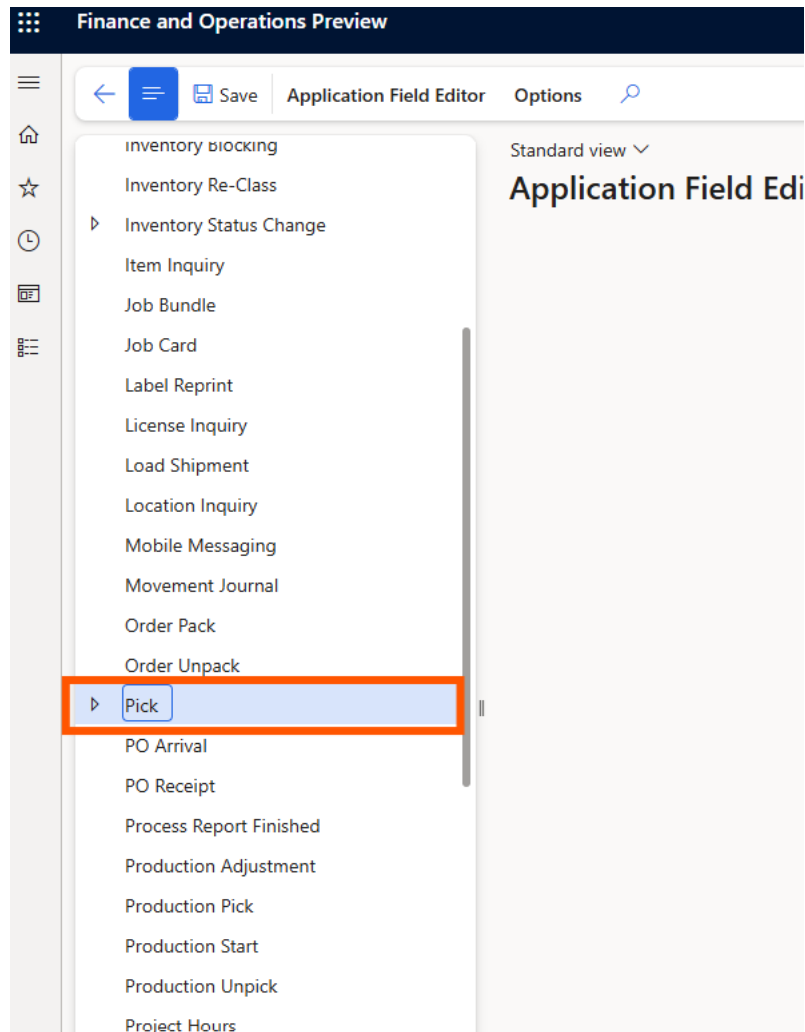 Finance and Operations Preview
Save Application Field Editor Options
Standard view
Application Field Edi
Inventory Blocking
Inventory Re-Class
Inventory Status Change
Item Inquiry
Job Bundle
Job Card
Label Reprint
License Inquiry
Load Shipment
Location Inquiry
Mobile Messaging
Movement Journal
Order Pack
Order Unpack
Pick
PO Arrival
PO Receipt
Process Report Finished
Production Adjustment
Production Pick
Production Start
Production Unpick
Project Hours